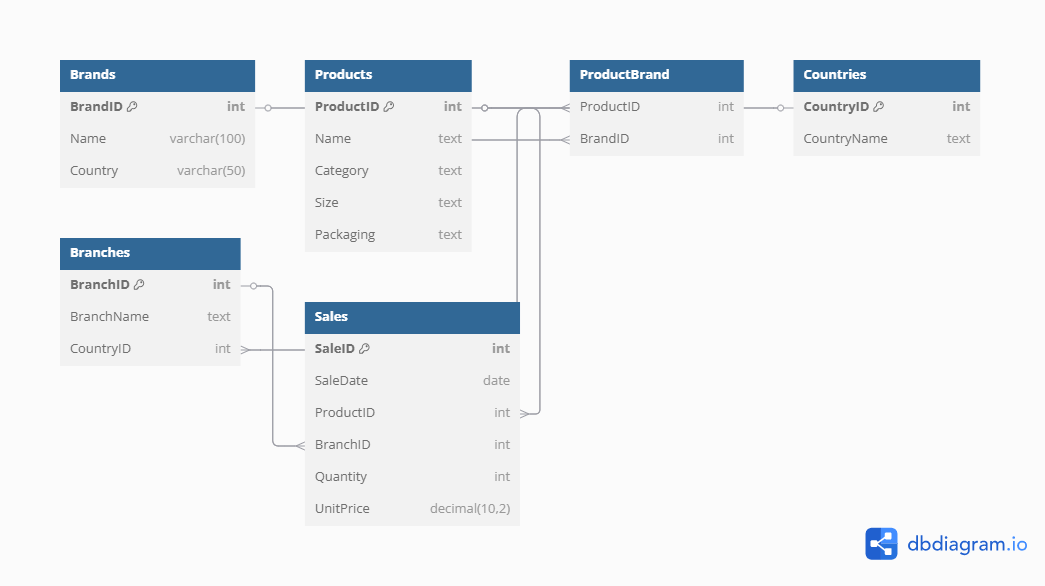 Brands
BrandID int
Name varchar(100)
Country varchar(50)
Products
ProductID int
Name text
Category text
Size text
Packaging text
ProductBrand
ProductID int
BrandID int
Countries
CountryID int
CountryName text
Branches
BranchID int
BranchName text
CountryID int
Sales
SaleID int
SaleDate date
ProductID int
BranchID int
Quantity int
UnitPrice decimal(10,2)
dbdiagram.io